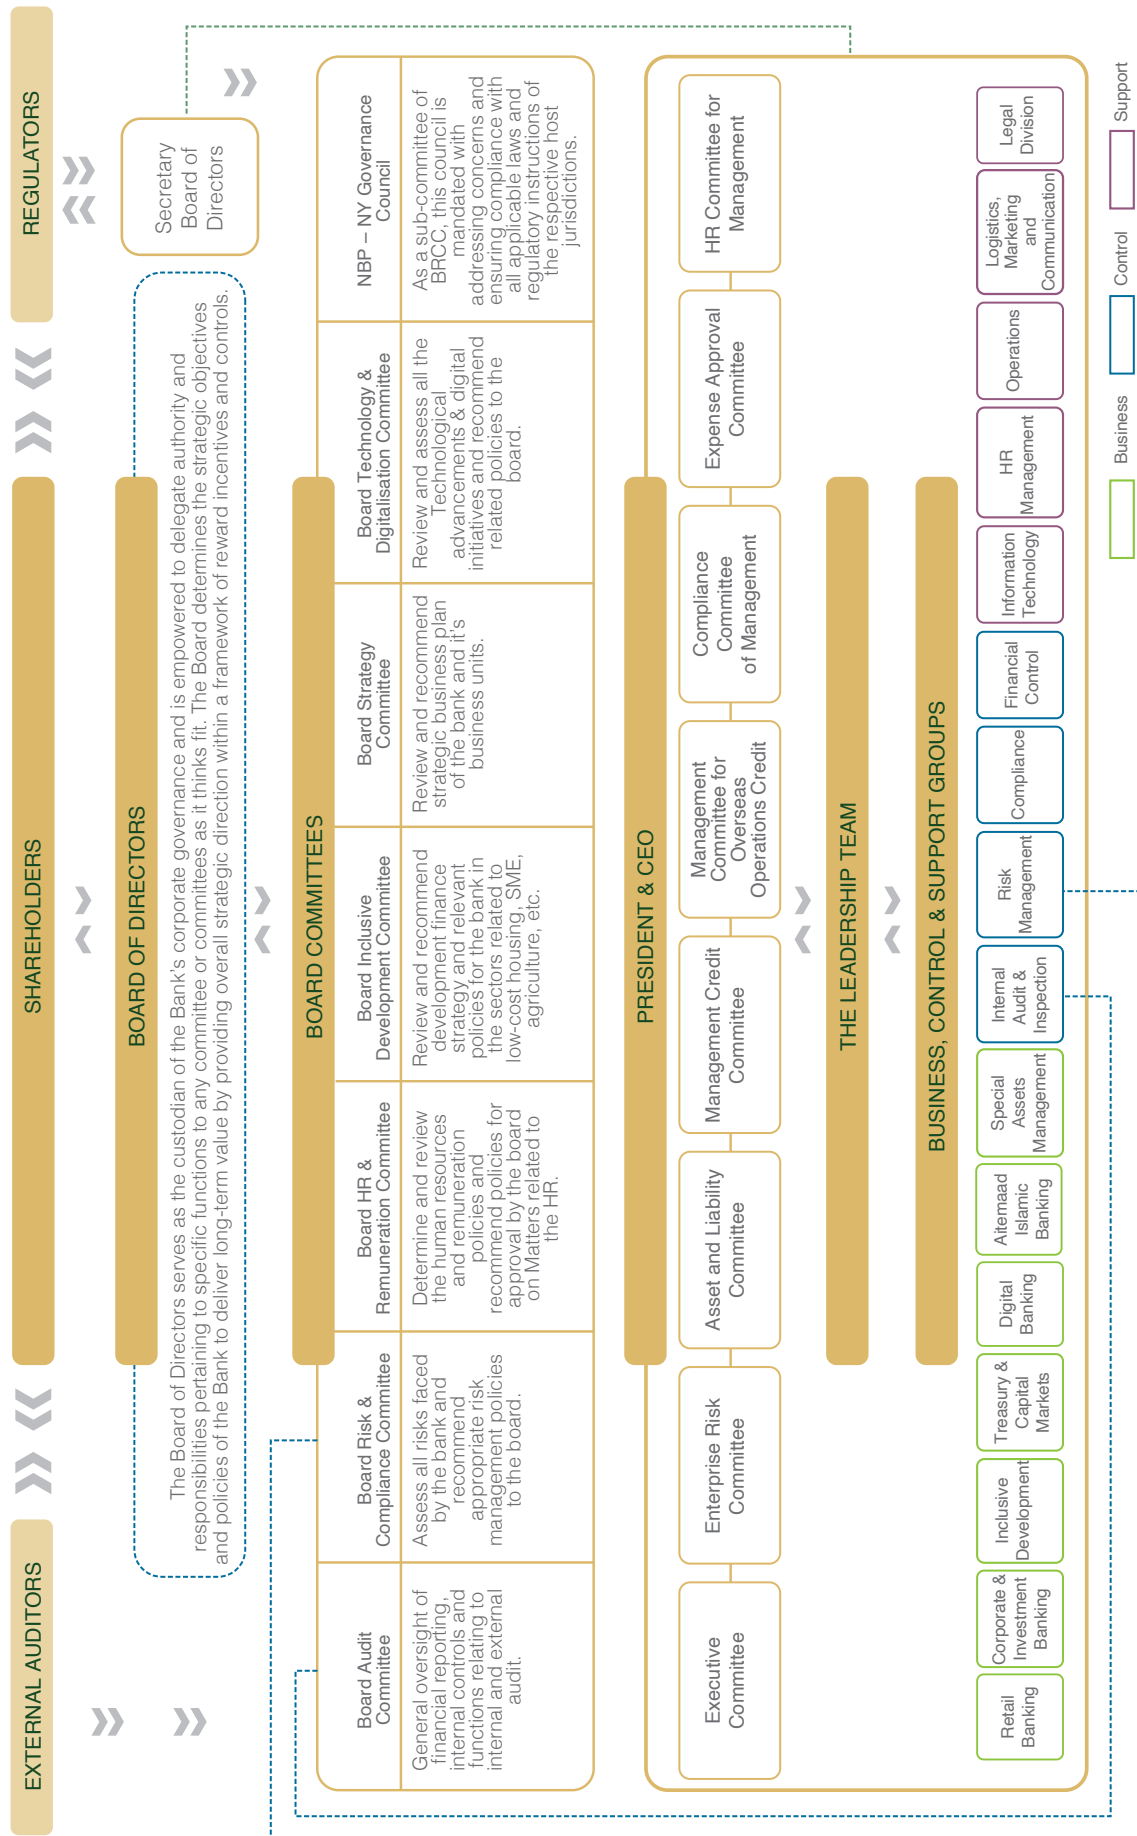 EXTERNAL AUDITORS
SHAREHOLDERS
REGULATORS
BOARD OF DIRECTORS
Secretary
Board of
Directors
The Board of Directors serves as the custodian of the Bank's corporate governance and is empowered to delegate authority and
responsibilities pertaining to specific functions to any committee or committees as it thinks fit. The Board determines the strategic objectives
and policies of the Bank to deliver long-term value by providing overall strategic direction within a framework of reward incentives and controls.
BOARD COMMITTEES
Board Audit
Committee
General oversight of
financial reporting,
internal controls and
functions relating to
internal and external
audit.
Board Risk &
Compliance Committee
Assess all risks faced
by the bank and
recommend
appropriate risk
management policies
to the board.
Board HR &
Remuneration Committee
Determine and review
the human resources
and remuneration
policies and
recommend policies for
approval by the board
on Matters related to
the HR.
Board Inclusive
Development Committee
Review and recommend
development finance
strategy and relevant
policies for the bank in
the sectors related to
low-cost housing, SME,
agriculture, etc.
Board Strategy
Committee
Review and recommend
strategic business plan
of the bank and it's
business units.
Board Technology &
Digitalisation Committee
Review and assess all the
Technological
advancements & digital
initiatives and recommend
related policies to the
board.
NBP – NY Governance
Council
As a sub-committee of
BRCC, this council is
mandated with
addressing concerns and
ensuring compliance with
all applicable laws and
regulatory instructions of
the respective host
jurisdictions.
PRESIDENT & CEO
Executive
Committee
Enterprise Risk
Committee
Asset and Liability
Committee
Management Credit
Committee
Management
Committee for
Overseas
Operations Credit
Compliance
Committee
of Management
Expense Approval
Committee
HR Committee for
Management
THE LEADERSHIP TEAM
BUSINESS, CONTROL & SUPPORT GROUPS
Retail
Banking
Corporate &
Investment
Banking
Inclusive
Development
Treasury &
Capital
Markets
Digital
Banking
Aitemaad
Islamic
Banking
Special
Assets
Management
Internal
Audit &
Inspection
Risk
Management
Compliance
Financial
Control
Information
Technology
HR
Management
Operations
Logistics,
Marketing
and
Communication
Legal
Division
Business
Control
Support